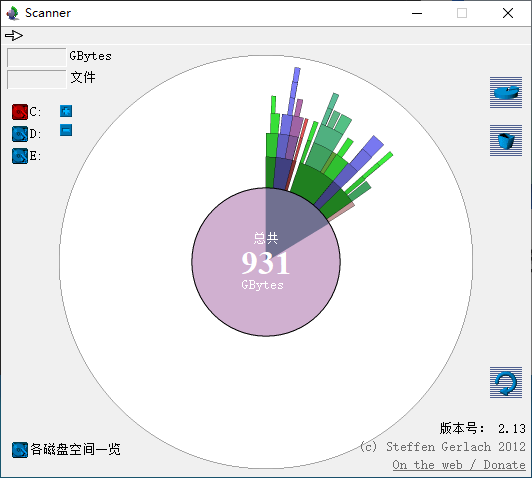 Scanner
GBytes
文件
C:
D:
E:
总共
931
GBytes
版本号： 2.13
各磁盘空间一览
(c) Steffen Gerlach 2012
On the web / Donate